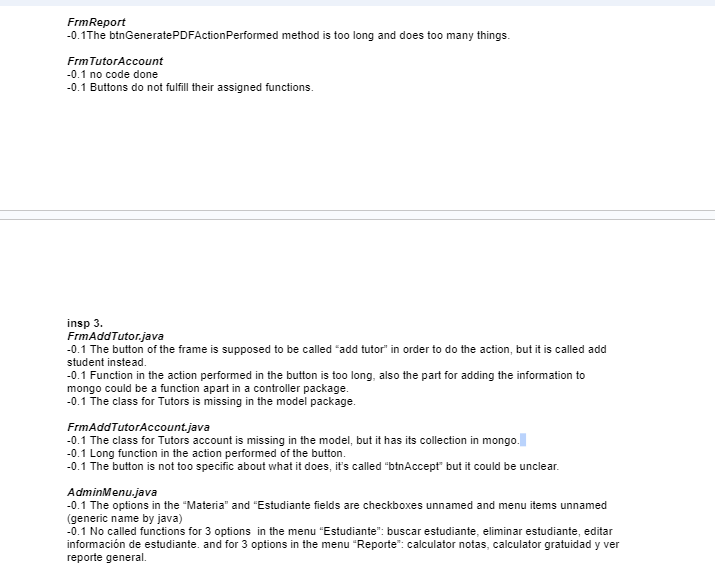 FrmReport
-0.1The btnGeneratePDFActionPerformed method is too long and does too many things.
FrmTutorAccount
-0.1 no code done
-0.1 Buttons do not fulfill their assigned functions.
insp 3.
FrmAddTutor.java
-0.1 The button of the frame is supposed to be called “add tutor” in order to do the action, but it is called add
student instead.
-0.1 Function in the action performed in the button is too long, also the part for adding the information to
mongo could be a function apart in a controller package.
-0.1 The class for Tutors is missing in the model package.
FrmAddTutorAccount.java
-0.1 The class for Tutors account is missing in the model, but it has its collection in mongo.
-0.1 Long function in the action performed of the button.
-0.1 The button is not too specific about what it does, it's called “btnAccept” but it could be unclear.
AdminMenu.java
-0.1 The options in the “Materia” and “Estudiante fields are checkboxes unnamed and menu items unnamed
(generic name by java)
-0.1 No called functions for 3 options  in the menu “Estudiante”: buscar estudiante, eliminar estudiante, editar
información de estudiante. and for 3 options in the menu “Reporte”: calculator notas, calculator gratuidad y ver
reporte general.